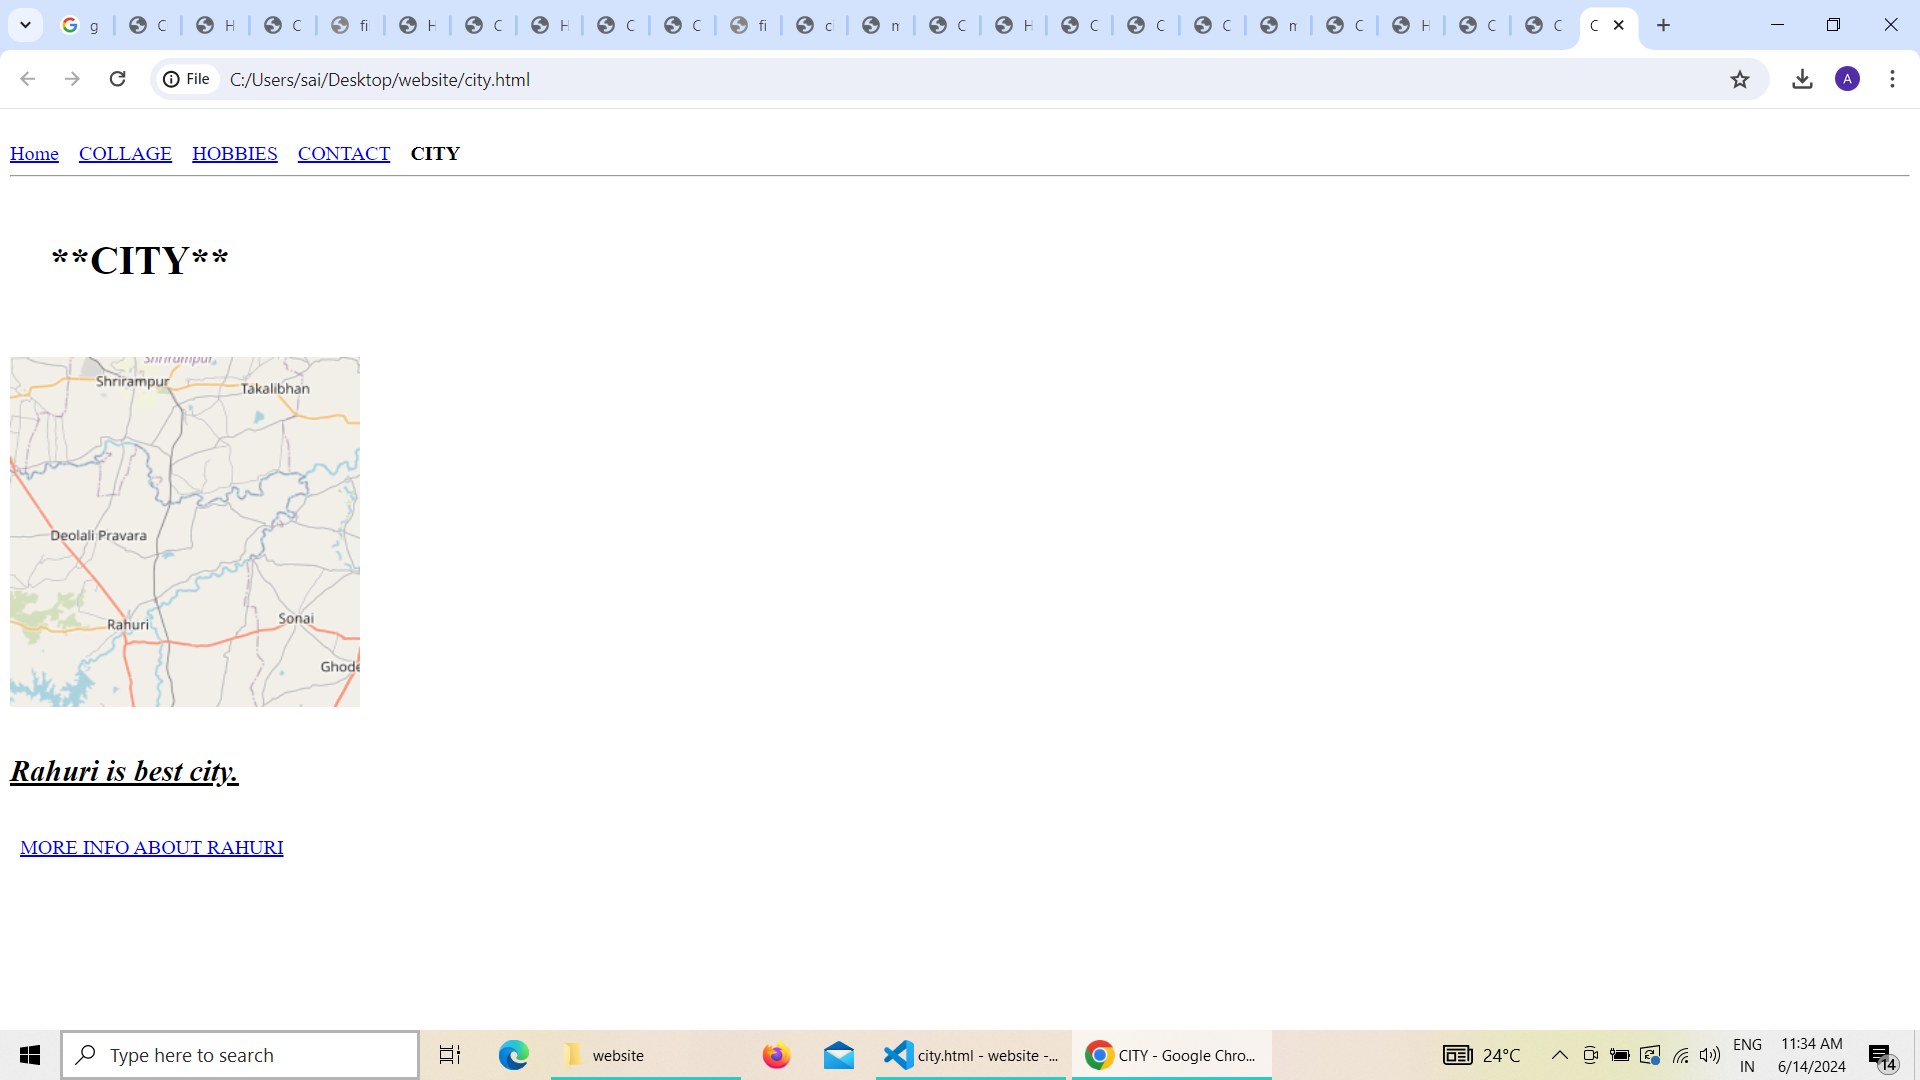 g C H C fi H C H C C fi c m C H C C C m C H C C C
File C:/Users/sai/Desktop/website/city.html A
Home COLLAGE HOBBIES CONTACT CITY
**CITY**
Shrirampur
Shrirampur Takalibhan
Deolali Pravara
Rahuri Sonai
Ghode
Rahuri is best city.
MORE INFO ABOUT RAHURI
Type here to search website city.html - website -... CITY - Google Chro... 24°C ENG IN 11:34 AM 6/14/2024 14